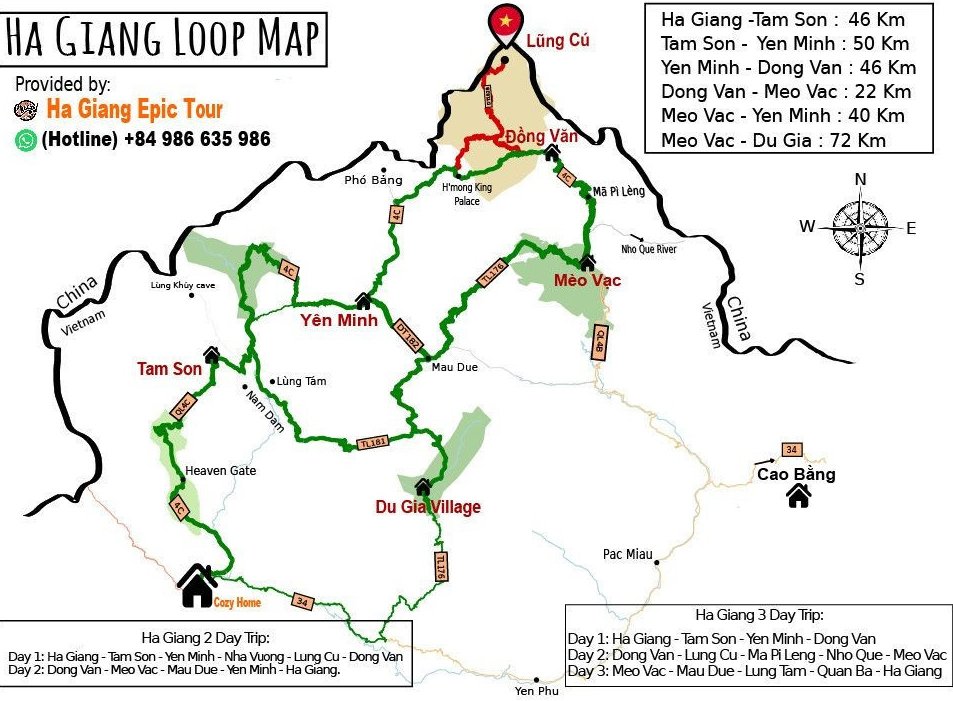 HA GIANG LOOP MAP
Provided by:
Ha Giang Epic Tour
(Hotline) +84 986 635 986
Ha Giang -Tam Son : 46 Km
Tam Son - Yen Minh : 50 Km
Yen Minh - Dong Van : 46 Km
Dong Van - Meo Vac : 22 Km
Meo Vac - Yen Minh : 40 Km
Meo Vac - Du Gia : 72 Km
Lũng Cú
Đồng Văn
Phó Bảng
H'mong King
Palace
4C
4C
Mã Pì Lèng
Nho Que River
N
W
E
S
China
Vietnam
Lùng Khúy cave
4C
Yên Minh
TL176
Mèo Vạc
China
Vietnam
DT182
QL4B
Tam Son
Mau Due
Lùng Tám
Nam Dam
QL4C
TL181
Heaven Gate
4C
Du Gia Village
34
Cao Bằng
TL176
Pac Miau
Cozy Home
34
Yen Phu
Ha Giang 2 Day Trip:
Day 1: Ha Giang - Tam Son - Yen Minh - Nha Vuong - Lung Cu - Dong Van
Day 2: Dong Van - Meo Vac - Mau Due - Yen Minh - Ha Giang.
Ha Giang 3 Day Trip:
Day 1: Ha Giang - Tam Son - Yen Minh - Dong Van
Day 2: Dong Van - Lung Cu - Ma Pi Leng - Nho Que - Meo Vac
Day 3: Meo Vac - Mau Due - Lung Tam - Quan Ba - Ha Giang